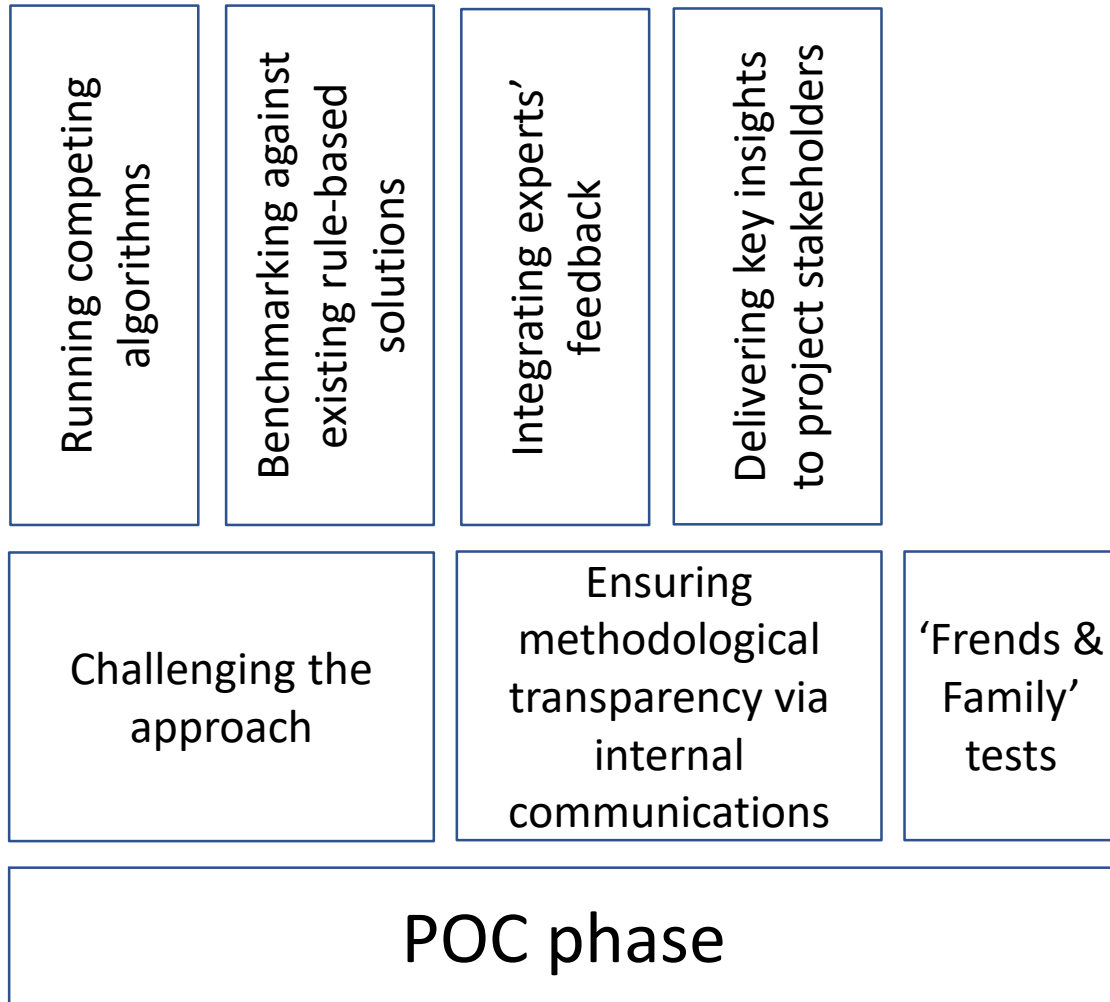 Running competing
algorithms
Benchmarking against
existing rule-based
solutions
Integrating experts’
feedback
Delivering key insights
to project stakeholders
Challenging the
approach
Ensuring
methodological
transparency via
internal
communications
‘Frends &
Family’
tests
POC phase